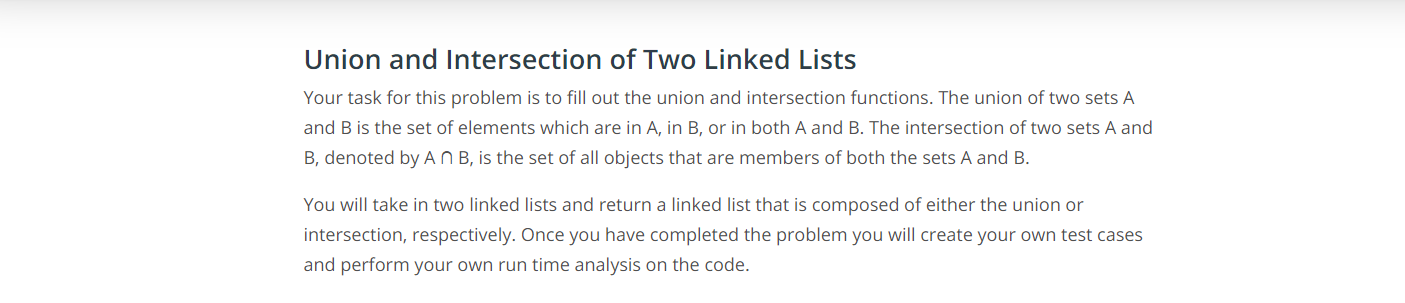 Union and Intersection of Two Linked Lists
Your task for this problem is to fill out the union and intersection functions. The union of two sets A
and B is the set of elements which are in A, in B, or in both A and B. The intersection of two sets A and
B, denoted by A ∩ B, is the set of all objects that are members of both the sets A and B.
You will take in two linked lists and return a linked list that is composed of either the union or
intersection, respectively. Once you have completed the problem you will create your own test cases
and perform your own run time analysis on the code.